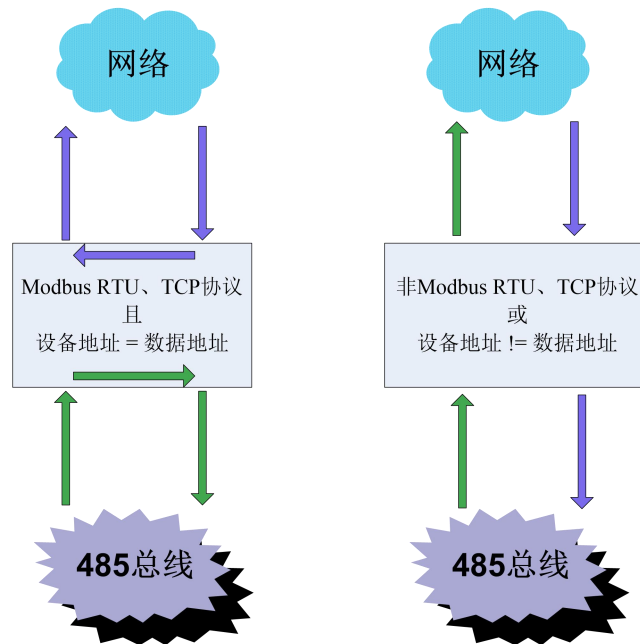 网络
网络
Modbus RTU、TCP协议
且
设备地址 = 数据地址
非Modbus RTU、TCP协议
或
设备地址 != 数据地址
485总线
485总线